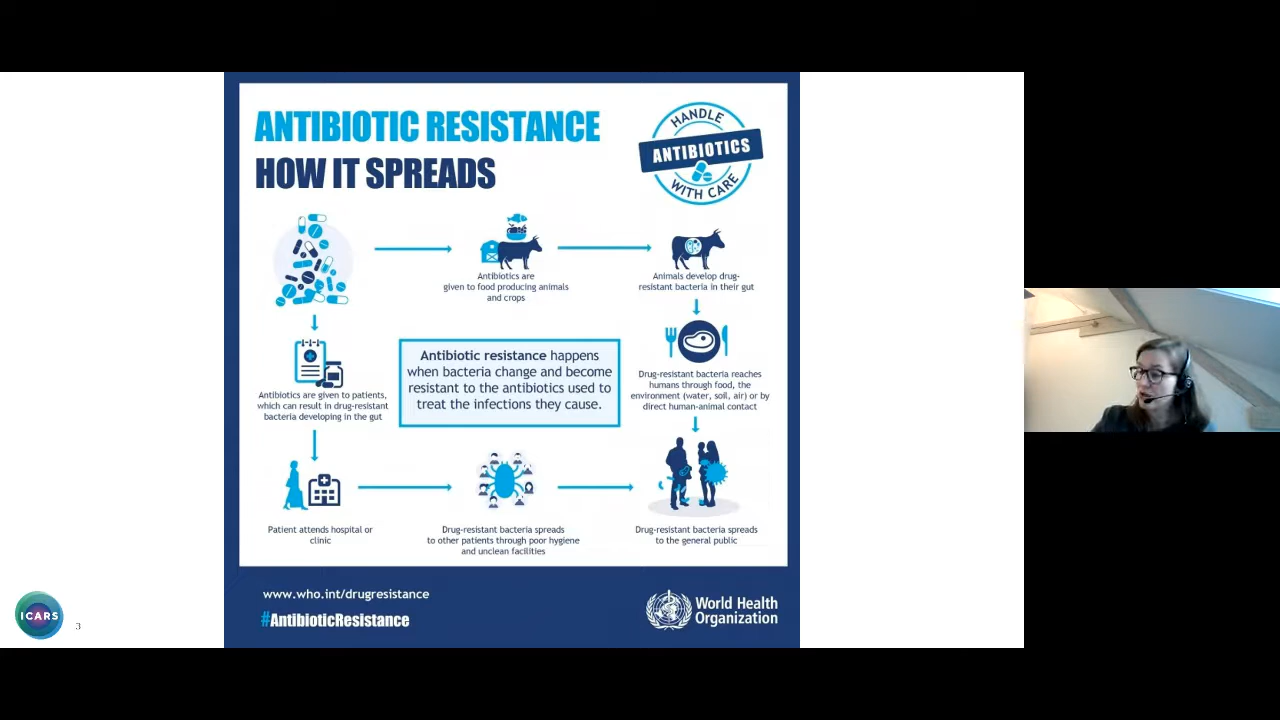 ANTIBIOTIC RESISTANCE
HOW IT SPREADS
HANDLE
ANTIBIOTICS
WITH CARE
Antibiotics are
given to food producing animals
and crops
Animals develop drug-
resistant bacteria in their gut
Antibiotics are given to patients,
which can result in drug-resistant
bacteria developing in the gut
Antibiotic resistance happens
when bacteria change and become
resistant to the antibiotics used to
treat the infections they cause.
Drug-resistant bacteria reaches
humans through food, the
environment (water, soil, air) or by
direct human-animal contact
Patient attends hospital or
clinic
Drug-resistant bacteria spreads
to other patients through poor hygiene
and unclean facilities
Drug-resistant bacteria spreads
to the general public
www.who.int/drugresistance
#AntibioticResistance
World Health
Organization
ICARS
3